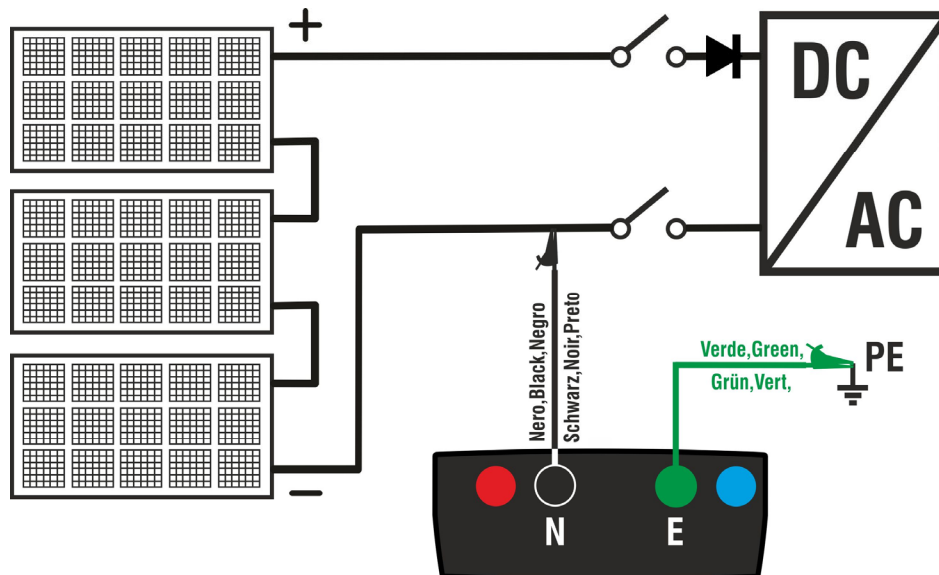 +
DC
AC
Nero,Black,Negro
Schwarz,Noir,Preto
Verde,Green,
Grün,Vert,
PE
−
N
E